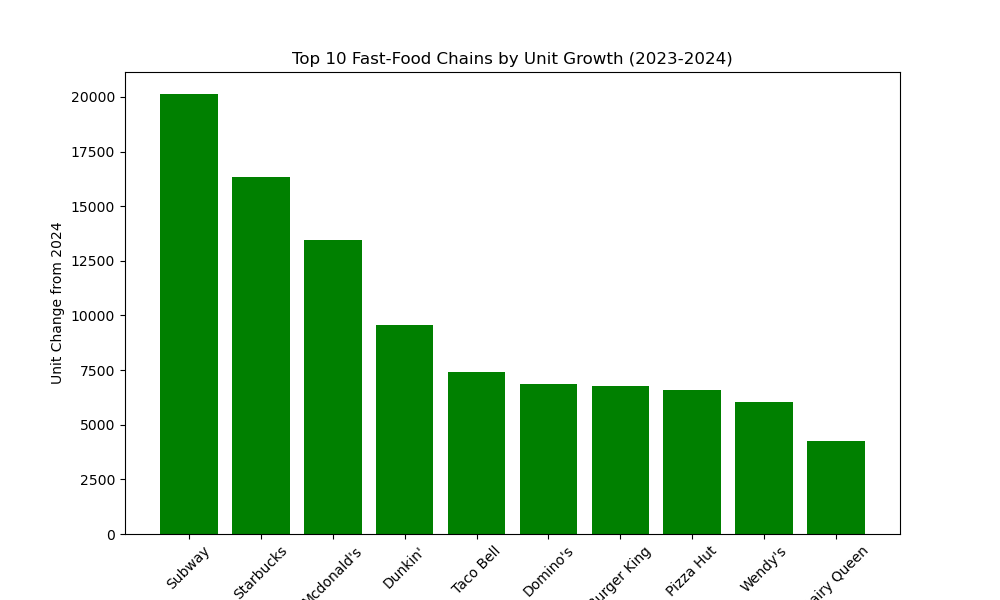 Top 10 Fast-Food Chains by Unit Growth (2023-2024)
Unit Change from 2024
20000
17500
15000
12500
10000
7500
5000
2500
0
Subway
Starbucks
Mcdonald's
Dunkin'
Taco Bell
Domino's
Burger King
Pizza Hut
Wendy's
airy Queen